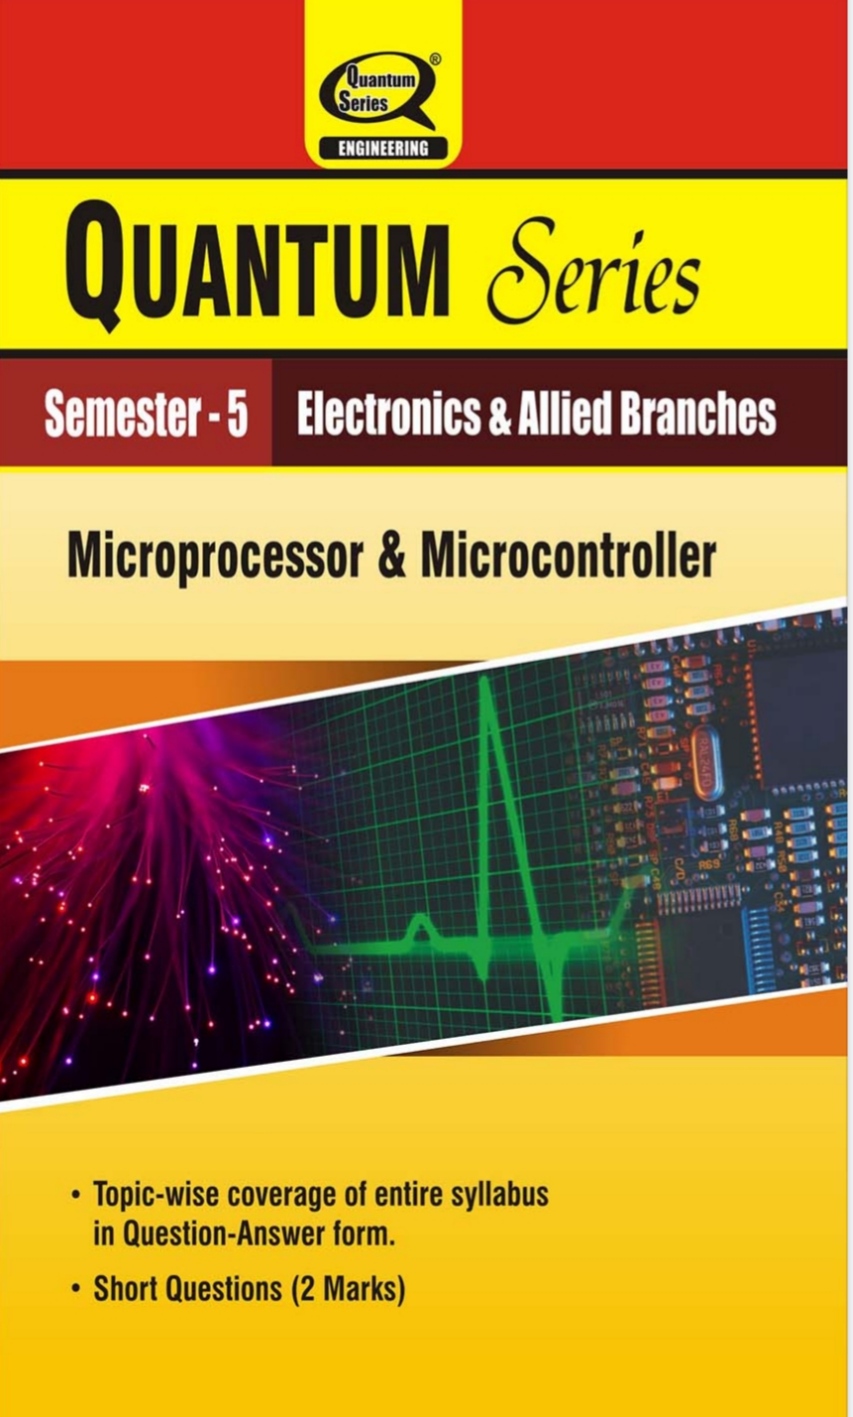 Quantum
Series
®
ENGINEERING
QUANTUM Series
Semester - 5 Electronics & Allied Branches
Microprocessor & Microcontroller
• Topic-wise coverage of entire syllabus
in Question-Answer form.
• Short Questions (2 Marks)